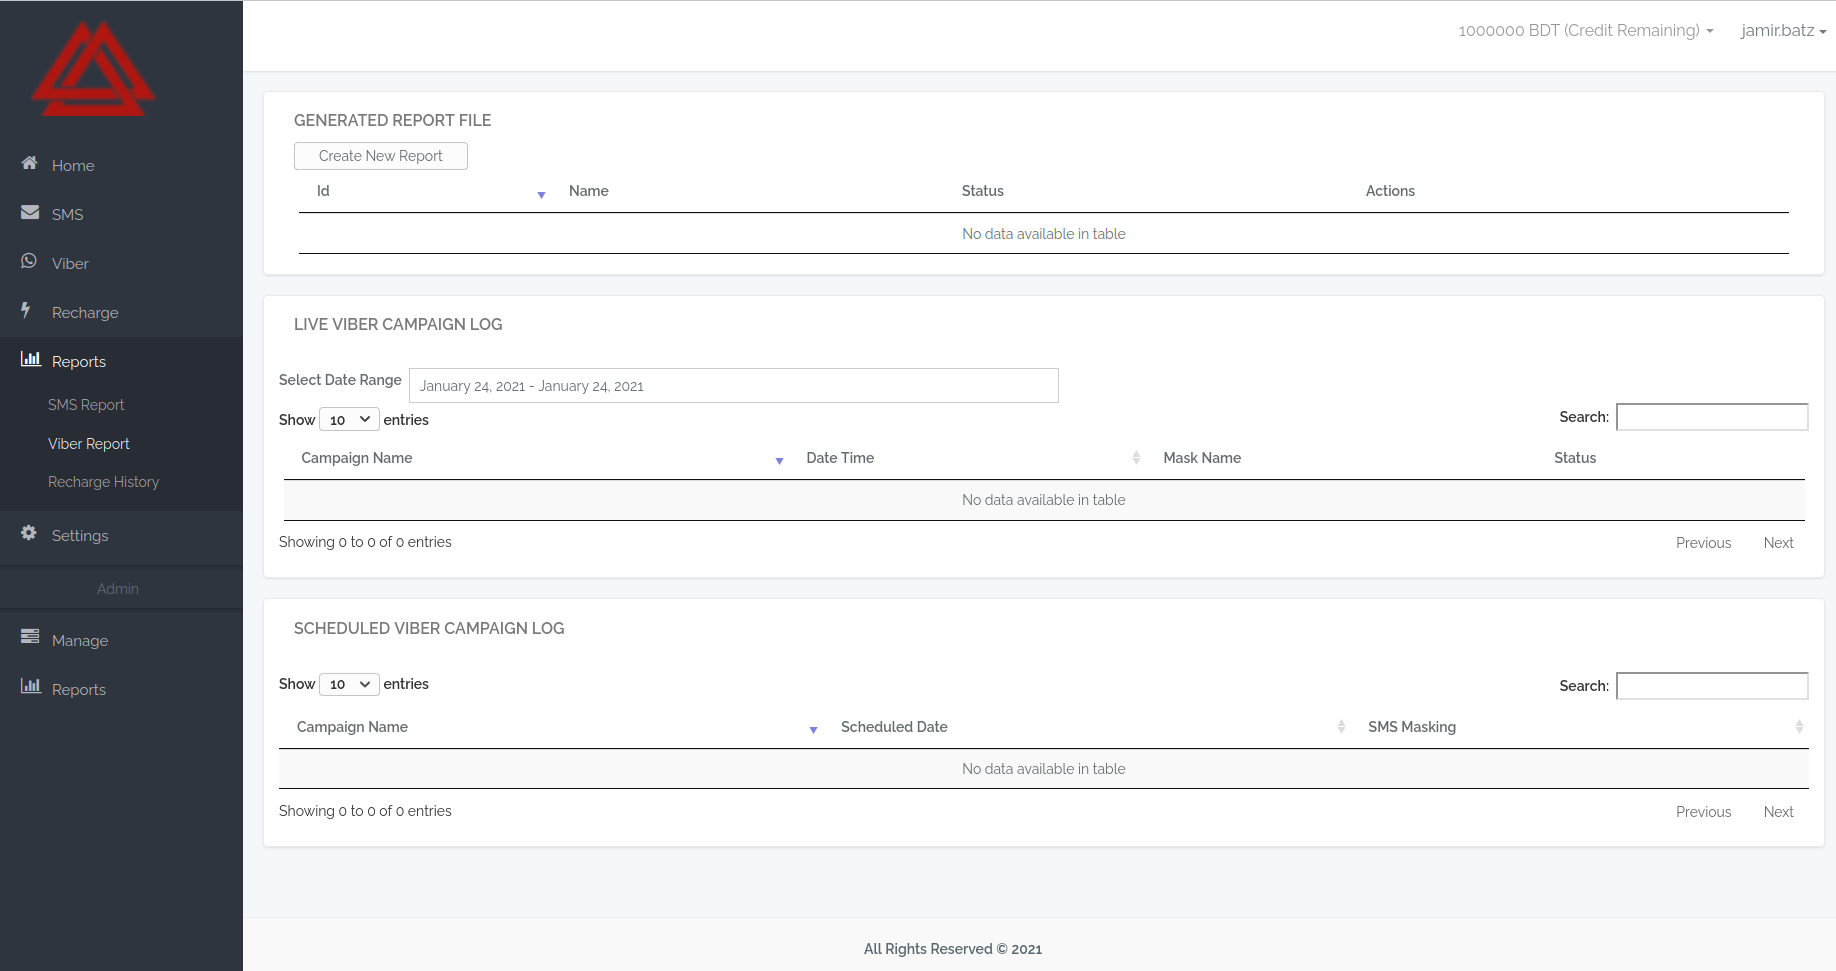 1000000 BDT (Credit Remaining)
jamir.batz
Home
SMS
Viber
Recharge
Reports
SMS Report
Viber Report
Recharge History
Settings
Admin
Manage
Reports
GENERATED REPORT FILE
Create New Report
Id Name Status Actions
No data available in table
LIVE VIBER CAMPAIGN LOG
Select Date Range January 24, 2021 - January 24, 2021
Show 10 entries Search:
Campaign Name Date Time Mask Name Status
No data available in table
Showing 0 to 0 of 0 entries Previous Next
SCHEDULED VIBER CAMPAIGN LOG
Show 10 entries Search:
Campaign Name Scheduled Date SMS Masking
No data available in table
Showing 0 to 0 of 0 entries Previous Next
All Rights Reserved © 2021